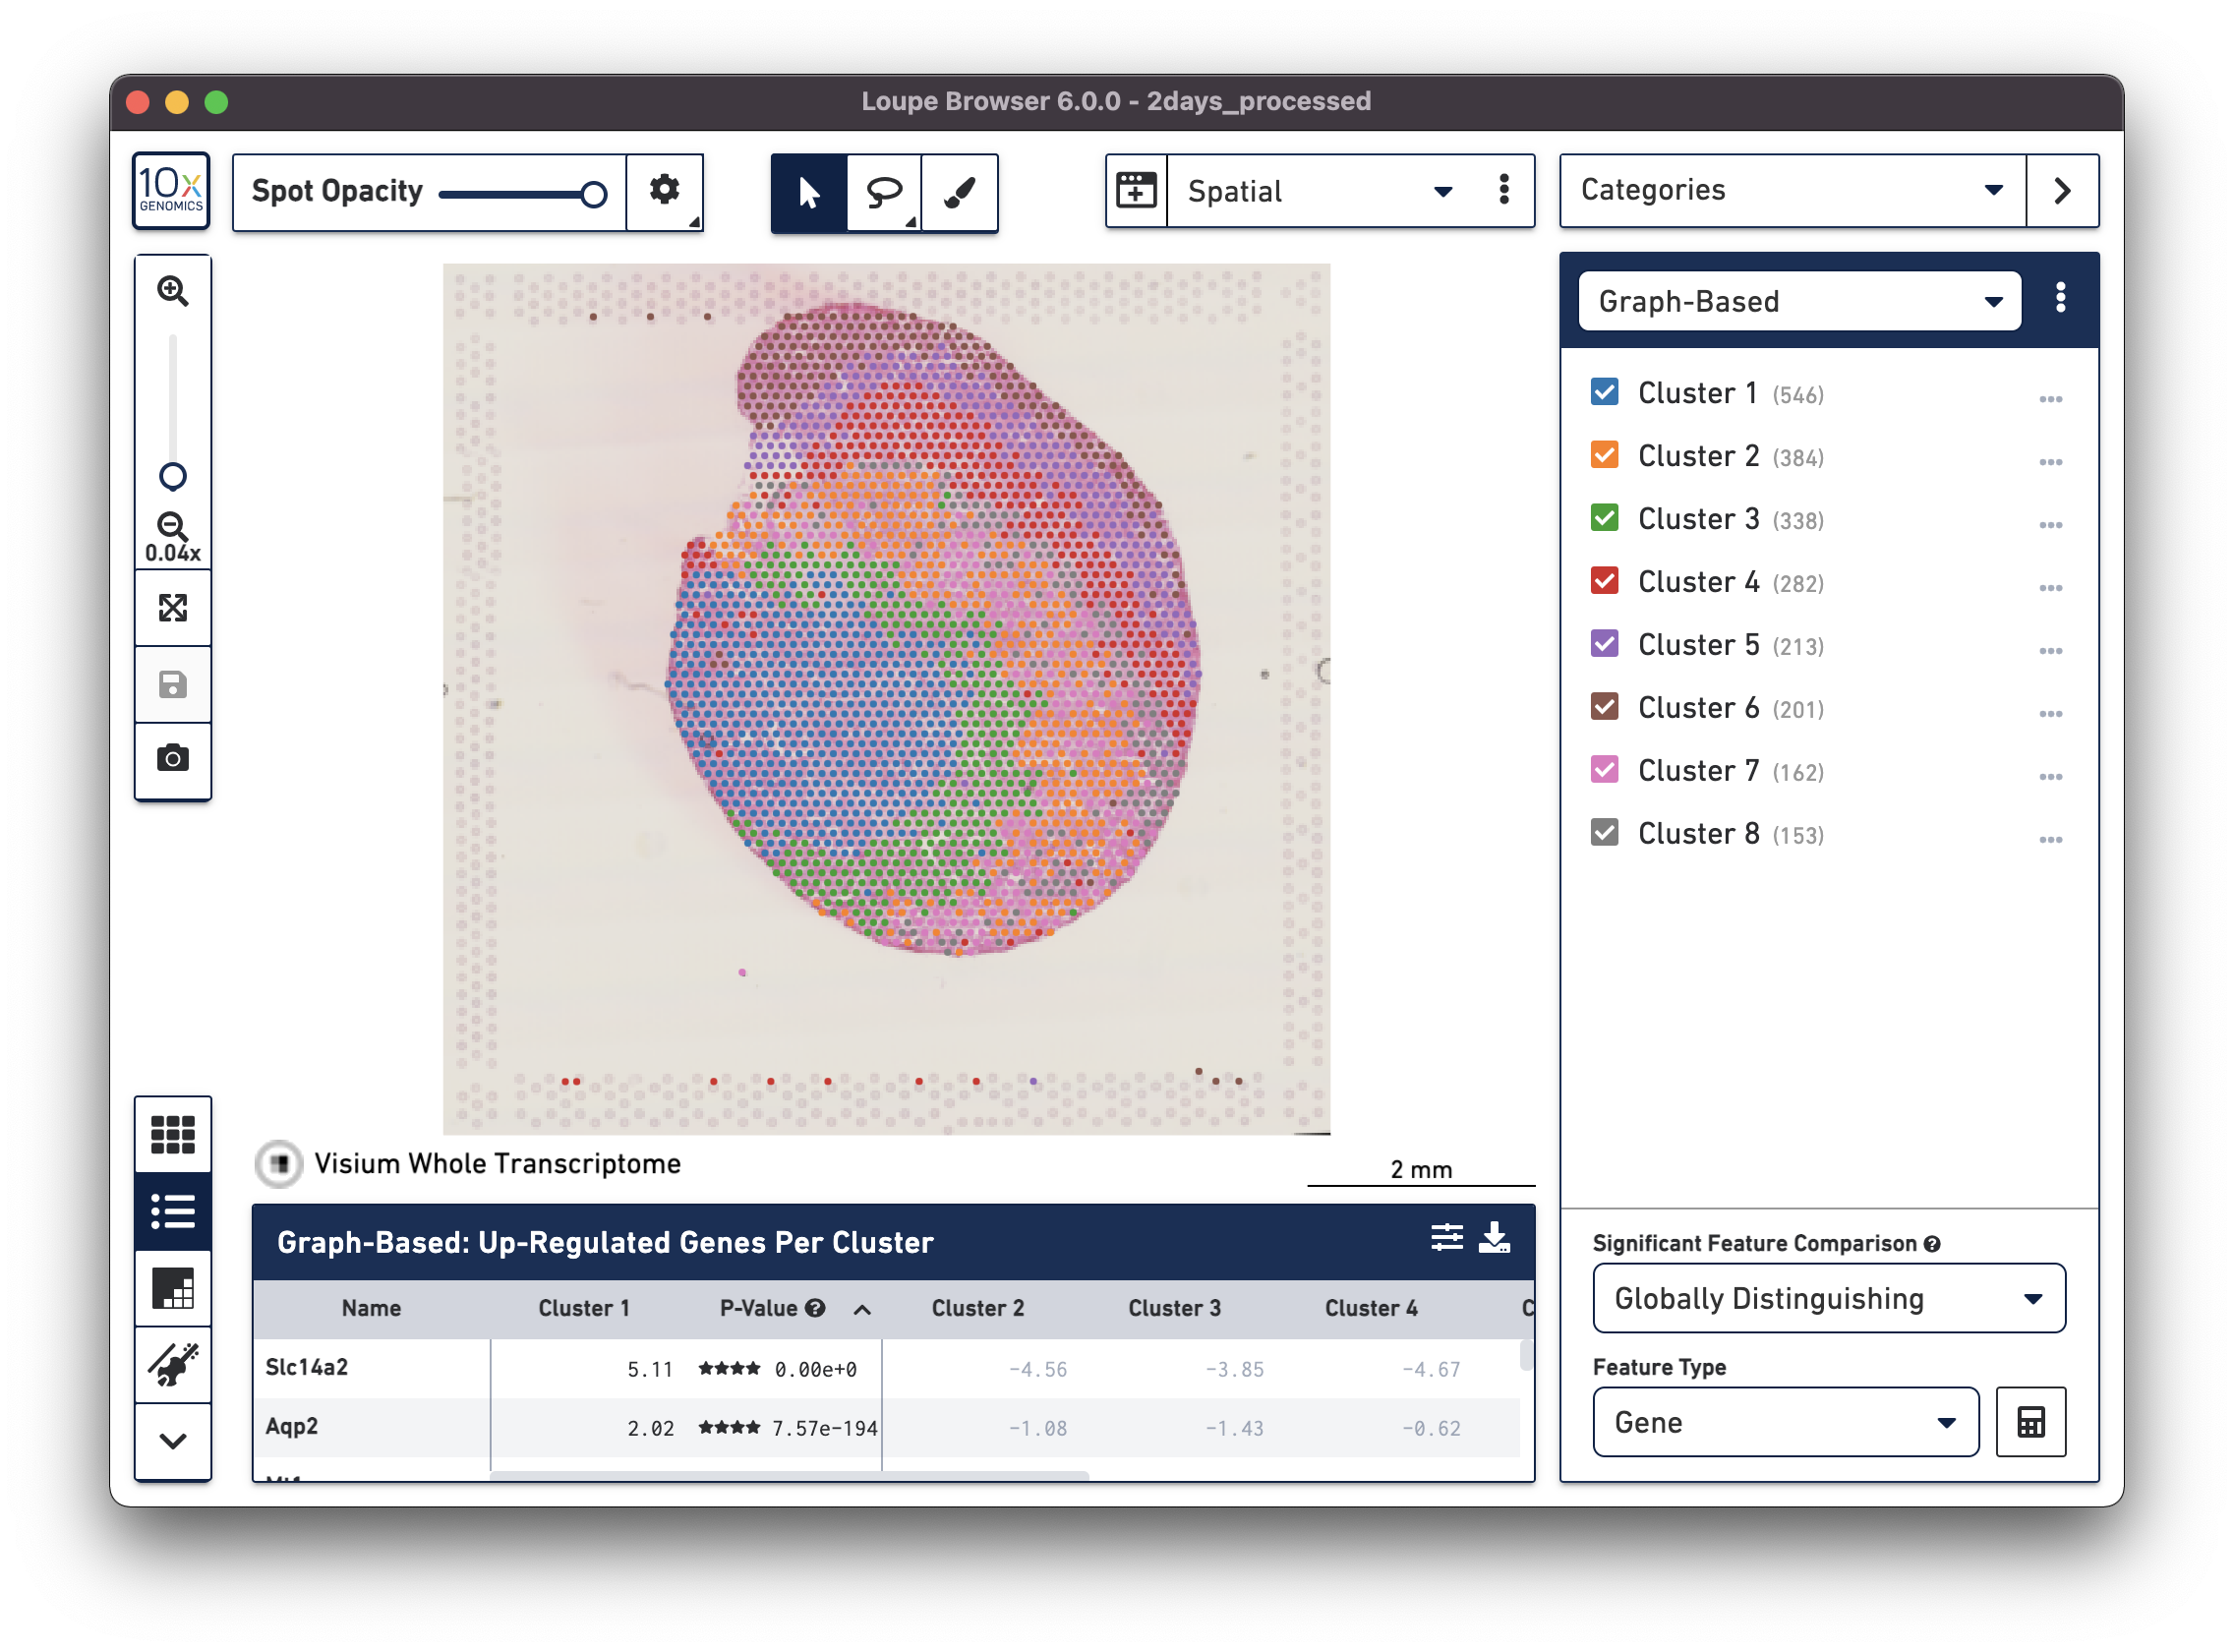 Loupe Browser 6.0.0 - 2days_processed
10x
GENOMICS
Spot Opacity
Spatial
Categories
0.04x
Graph-Based
Cluster 1 (546)
Cluster 2 (384)
Cluster 3 (338)
Cluster 4 (282)
Cluster 5 (213)
Cluster 6 (201)
Cluster 7 (162)
Cluster 8 (153)
Visium Whole Transcriptome
2 mm
Graph-Based: Up-Regulated Genes Per Cluster
Name Cluster 1 P-Value Cluster 2 Cluster 3 Cluster 4 C
Slc14a2 5.11 ★★★★ 0.00e+0 -4.56 -3.85 -4.67
Aqp2 2.02 ★★★★ 7.57e-194 -1.08 -1.43 -0.62
Significant Feature Comparison
Globally Distinguishing
Feature Type
Gene